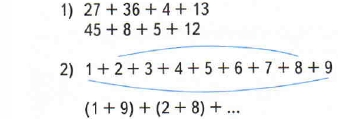 1) 27 + 36 + 4 + 13
45 + 8 + 5 + 12
2) 1 + 2 + 3 + 4 + 5 + 6 + 7 + 8 + 9
(1 + 9) + (2 + 8) + ...